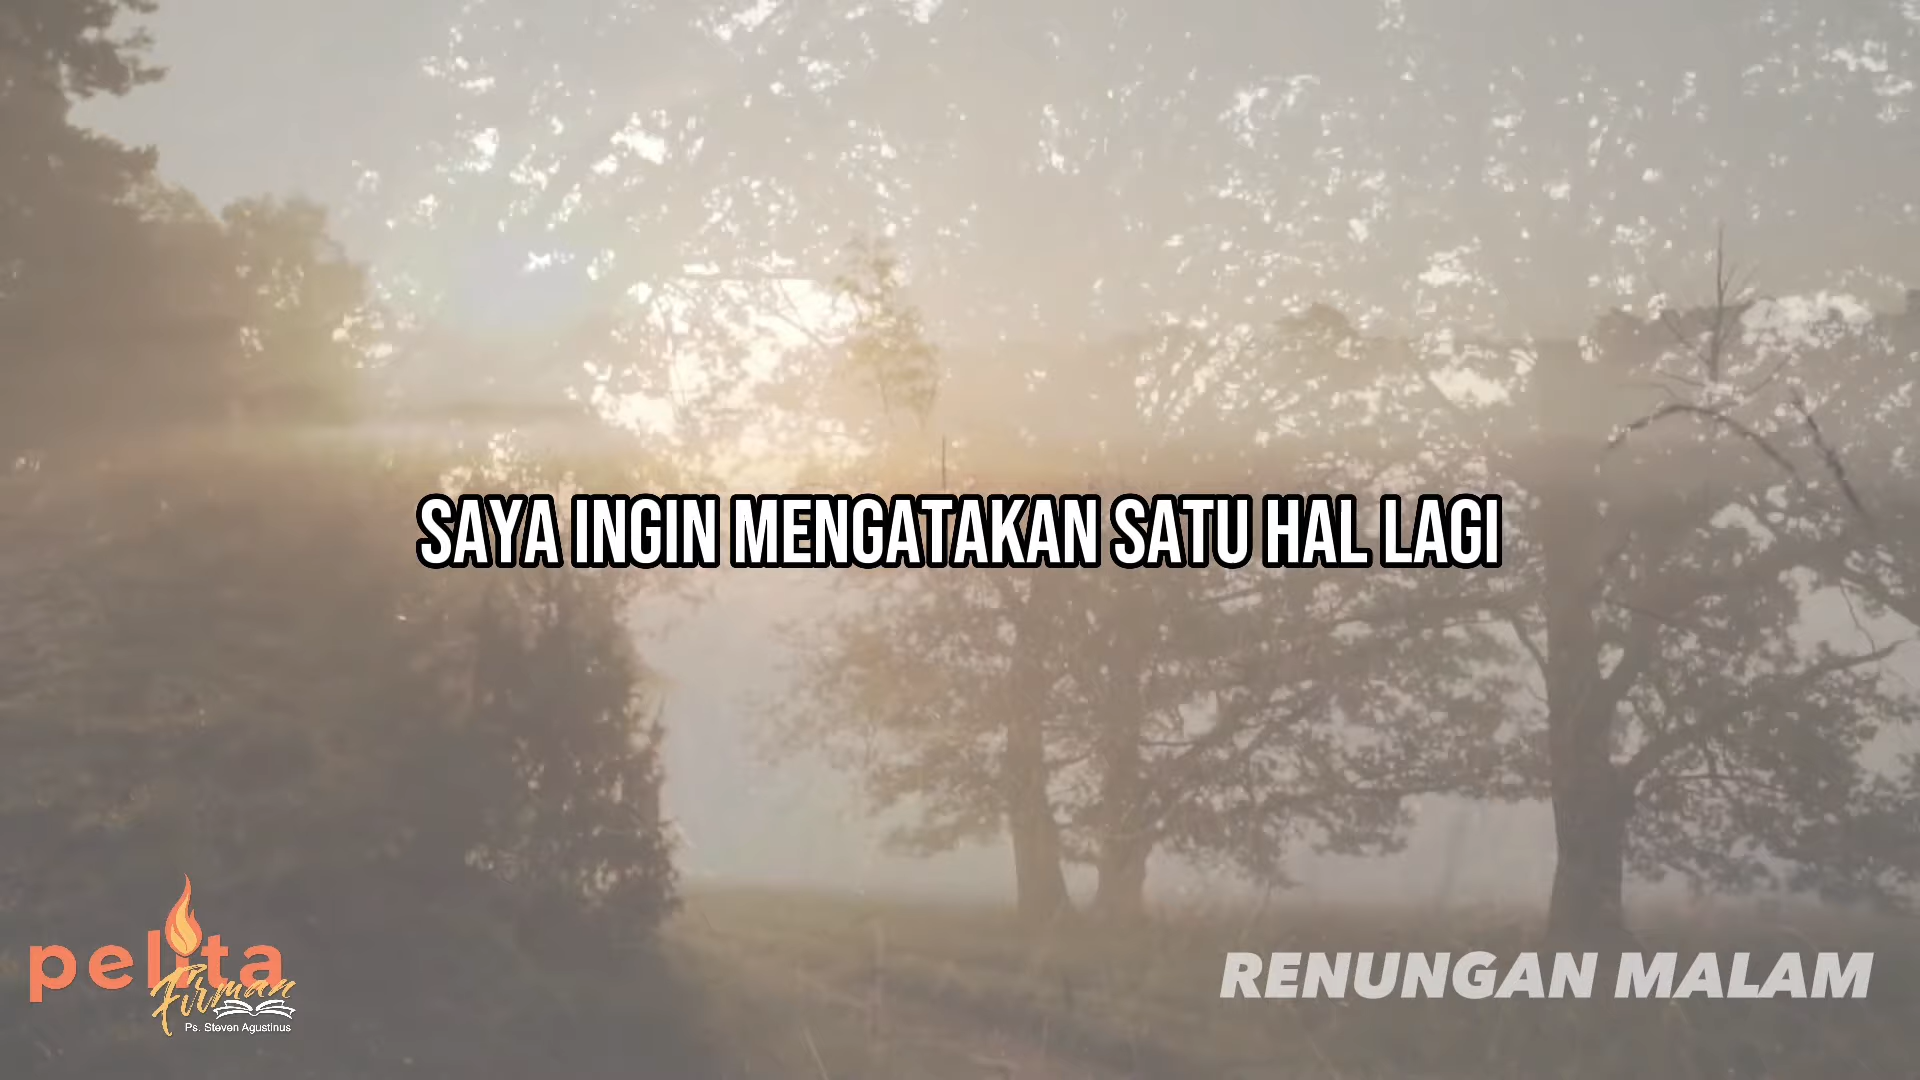 SAYA INGIN MENGATAKAN SATU HAL LAGI
pelita
Firman
Ps. Steven Agustinus
RENUNGAN MALAM